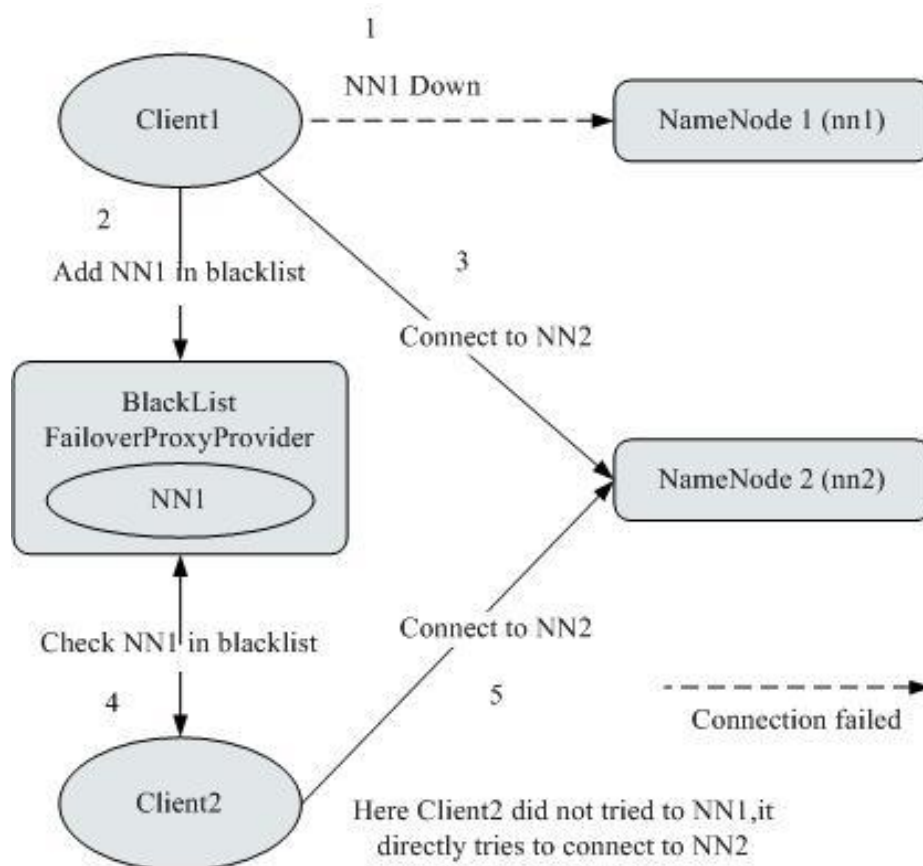 1
NN1 Down
Client1
NameNode 1 (nn1)
2
Add NN1 in blacklist
3
Connect to NN2
BlackList
FailoverProxyProvider
NN1
NameNode 2 (nn2)
Check NN1 in blacklist
Connect to NN2
4
5
Connection failed
Client2
Here Client2 did not tried to NN1,it
directly tries to connect to NN2